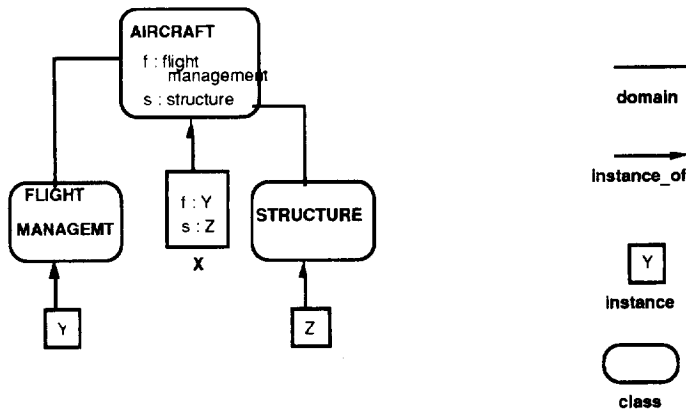 AIRCRAFT
f : flight
management
s : structure
domain
instance_of
FLIGHT
MANAGEMT
f : Y
s : Z
STRUCTURE
X
Y
instance
Y
Z
class